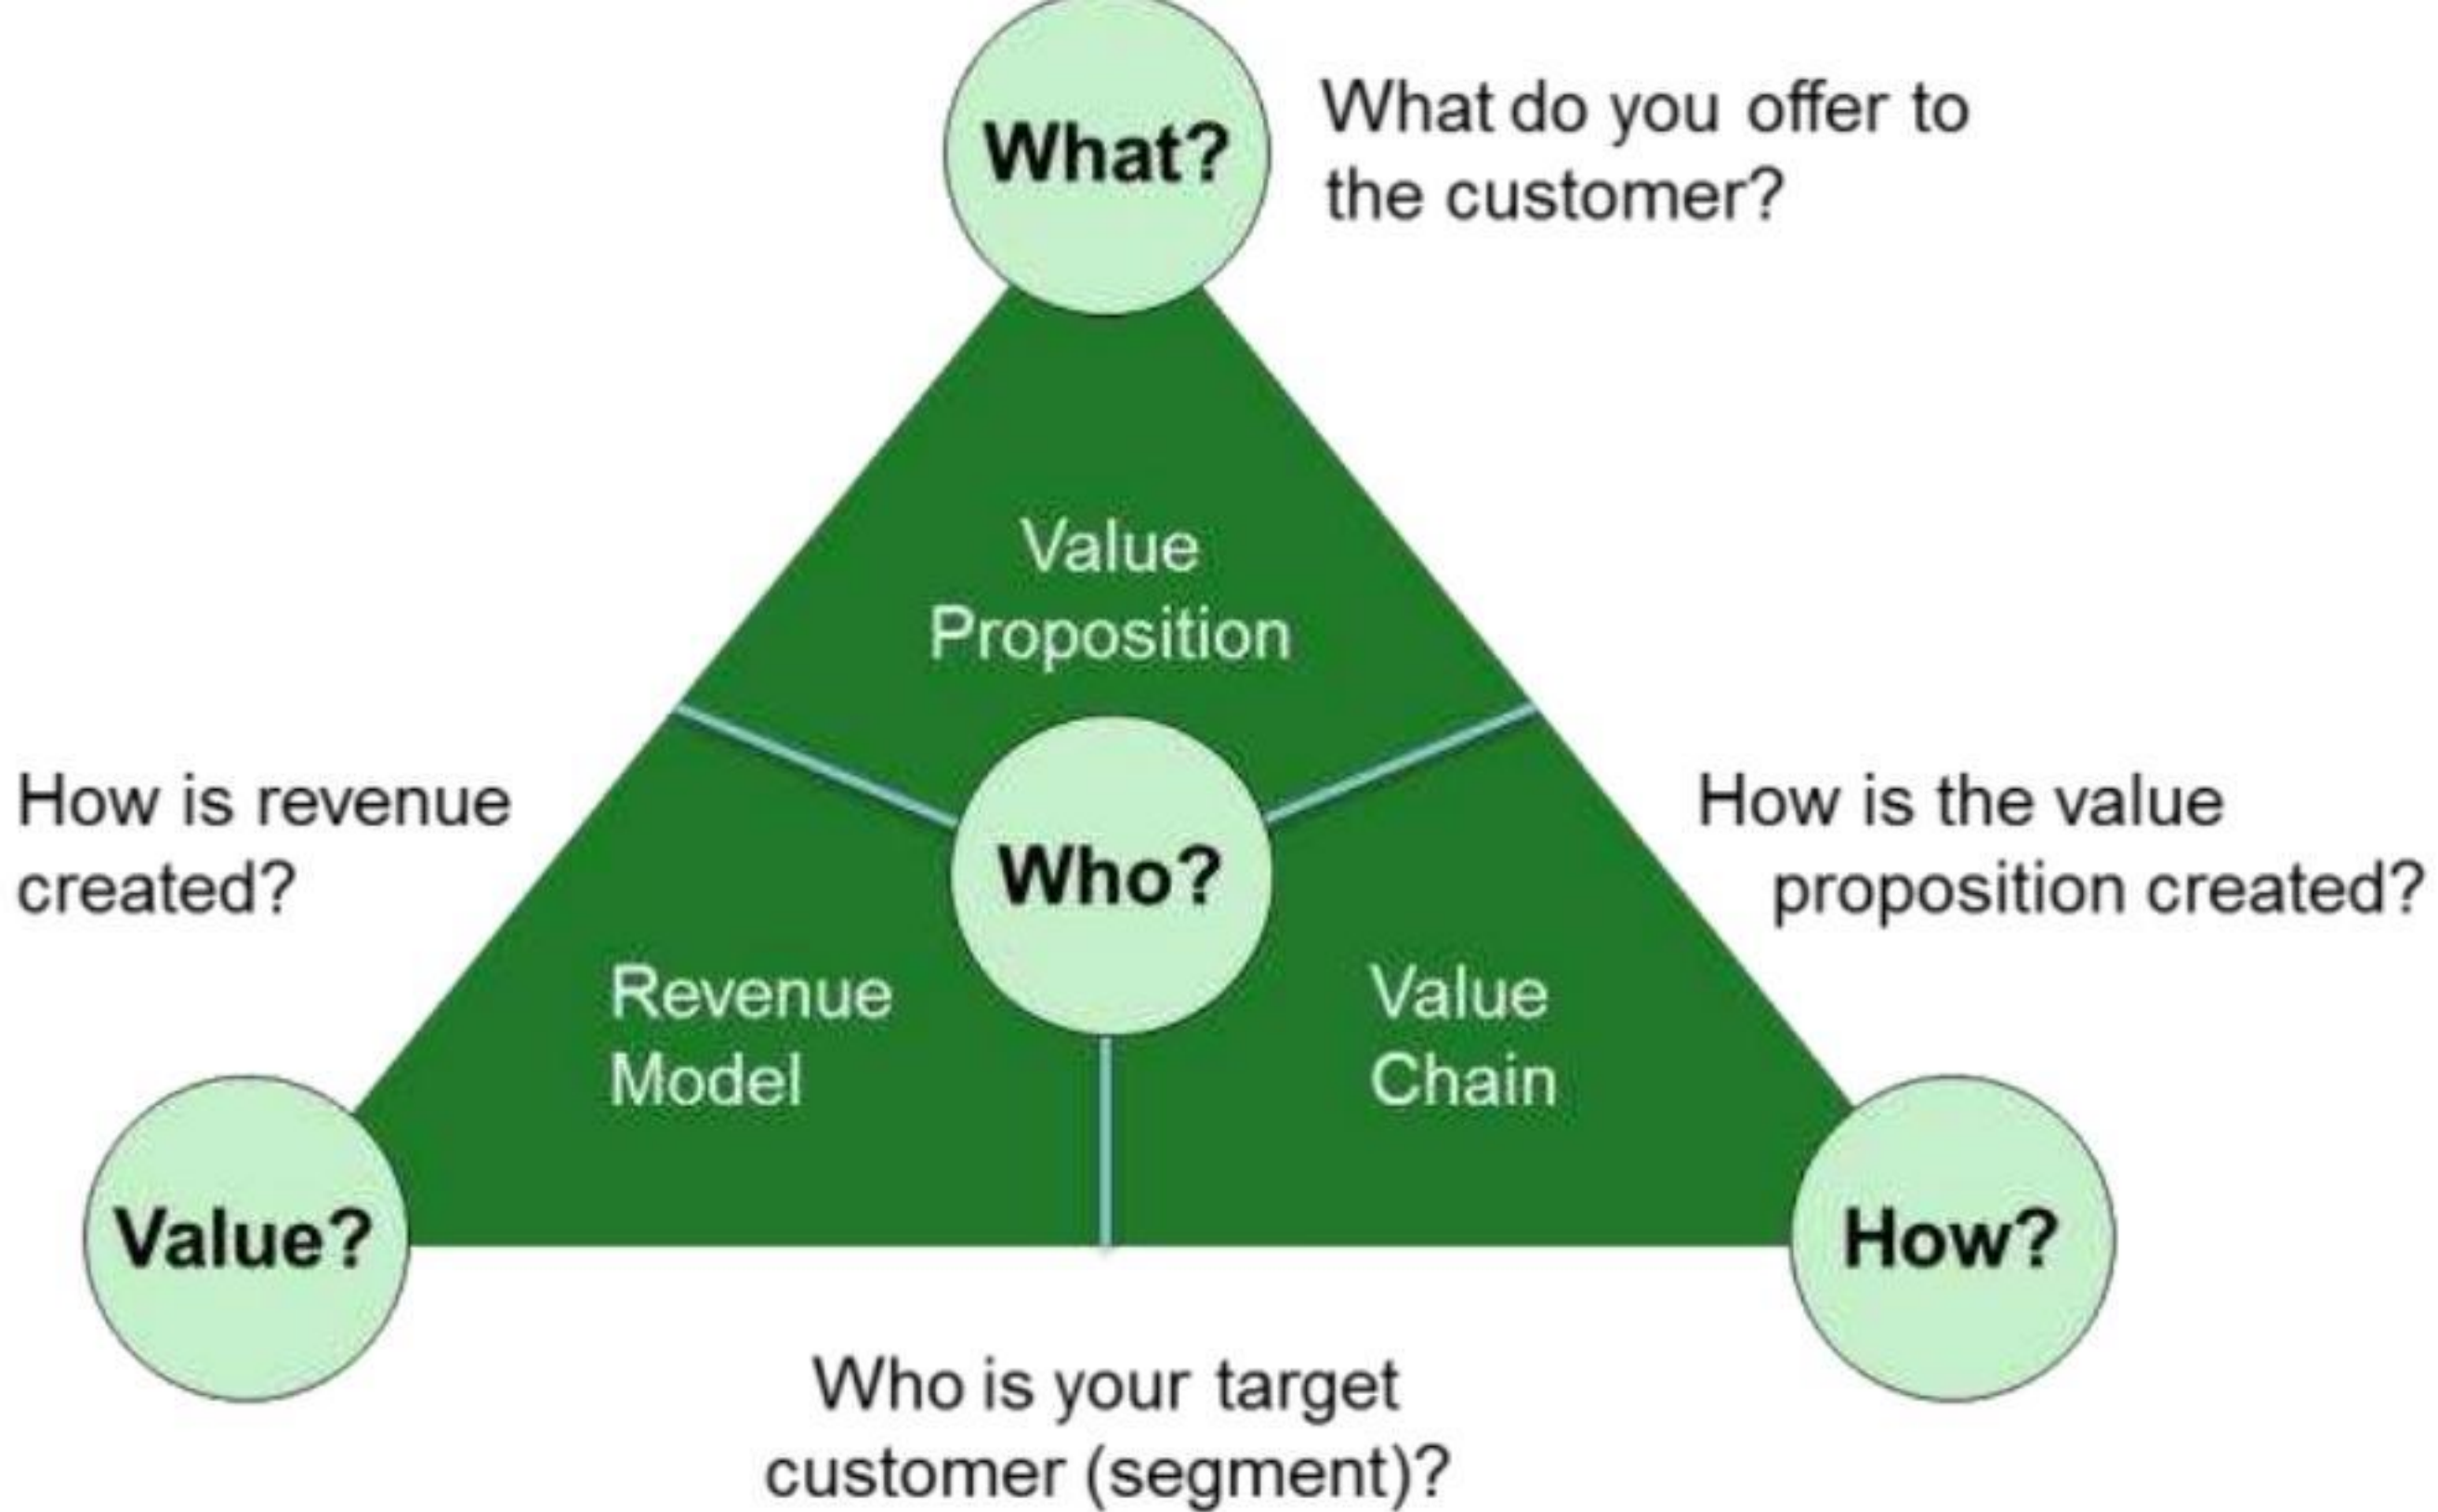 What?
What do you offer to
the customer?
Value
Proposition
How is revenue
created?
Who?
How is the value
proposition created?
Revenue
Model
Value
Chain
Value?
How?
Who is your target
customer (segment)?